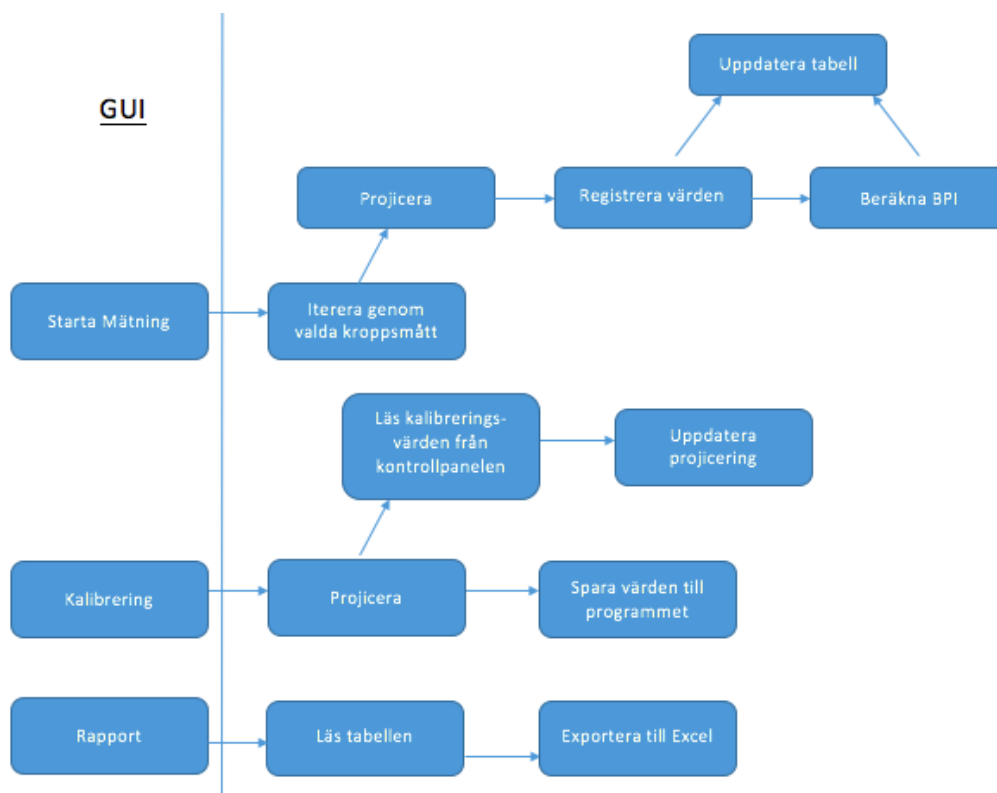 GUI
Uppdatera tabell
Projicera
Registrera värden
Beräkna BPI
Starta Mätning
Iterera genom
valda kroppsmått
Läs kalibrerings-
värden från
kontrollpanelen
Uppdatera
projicering
Kalibrering
Projicera
Spara värden till
programmet
Rapport
Läs tabellen
Exportera till Excel